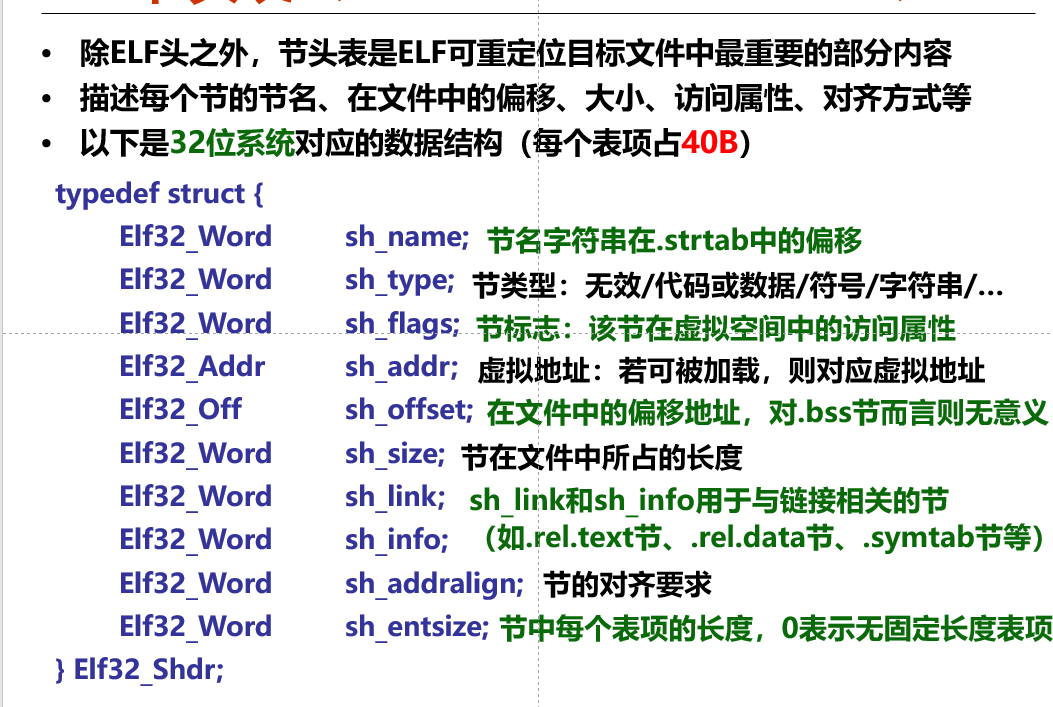 • 除ELF头之外，节头表是ELF可重定位目标文件中最重要的部分内容
• 描述每个节的节名、在文件中的偏移、大小、访问属性、对齐方式等
• 以下是32位系统对应的数据结构（每个表项占40B）
typedef struct {
Elf32_Word sh_name; 节名字符串在.strtab中的偏移
Elf32_Word sh_type; 节类型：无效/代码或数据/符号/字符串/...
Elf32_Word sh_flags; 节标志：该节在虚拟空间中的访问属性
Elf32_Addr sh_addr; 虚拟地址：若可被加载，则对应虚拟地址
Elf32_Off sh_offset; 在文件中的偏移地址，对.bss节而言则无意义
Elf32_Word sh_size; 节在文件中所占的长度
Elf32_Word sh_link; sh_link和sh_info用于与链接相关的节
Elf32_Word sh_info; （如.rel.text节、.rel.data节、.symtab节等）
Elf32_Word sh_addralign; 节的对齐要求
Elf32_Word sh_entsize; 节中每个表项的长度，0表示无固定长度表项
} Elf32_Shdr;